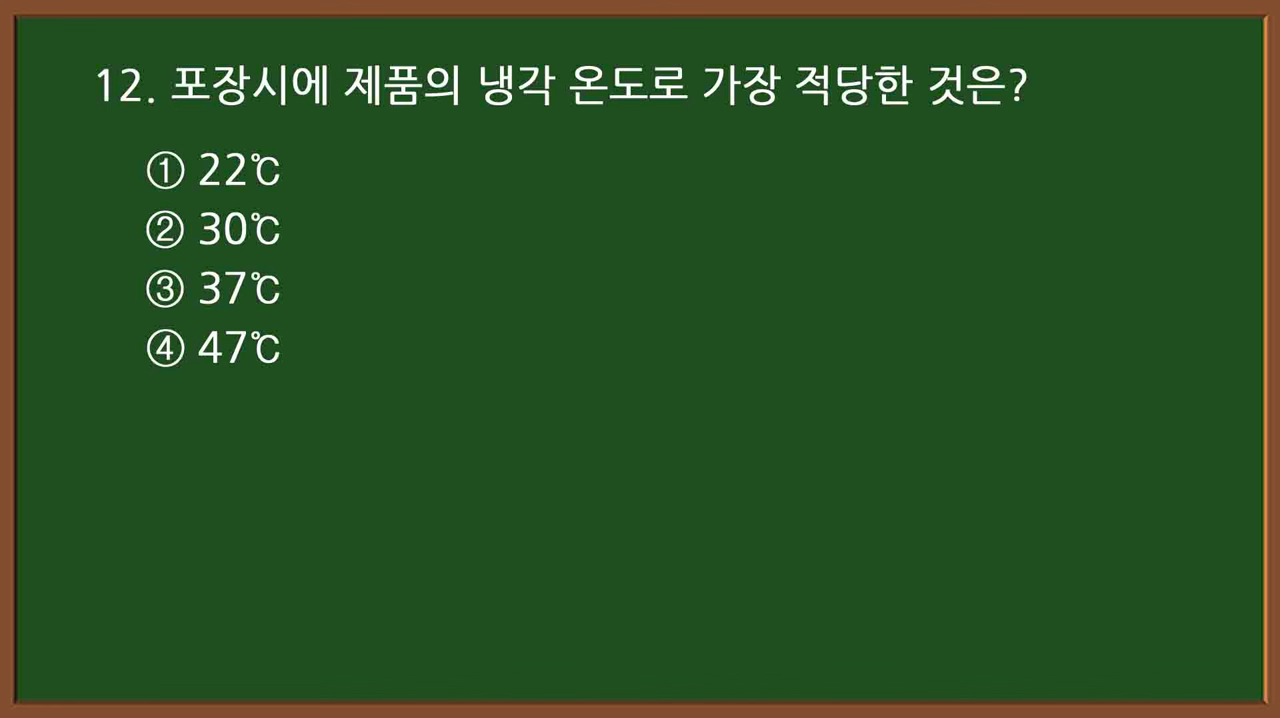 12. 포장시에 제품의 냉각 온도로 가장 적당한 것은?
① 22℃
② 30℃
③ 37℃
④ 47℃